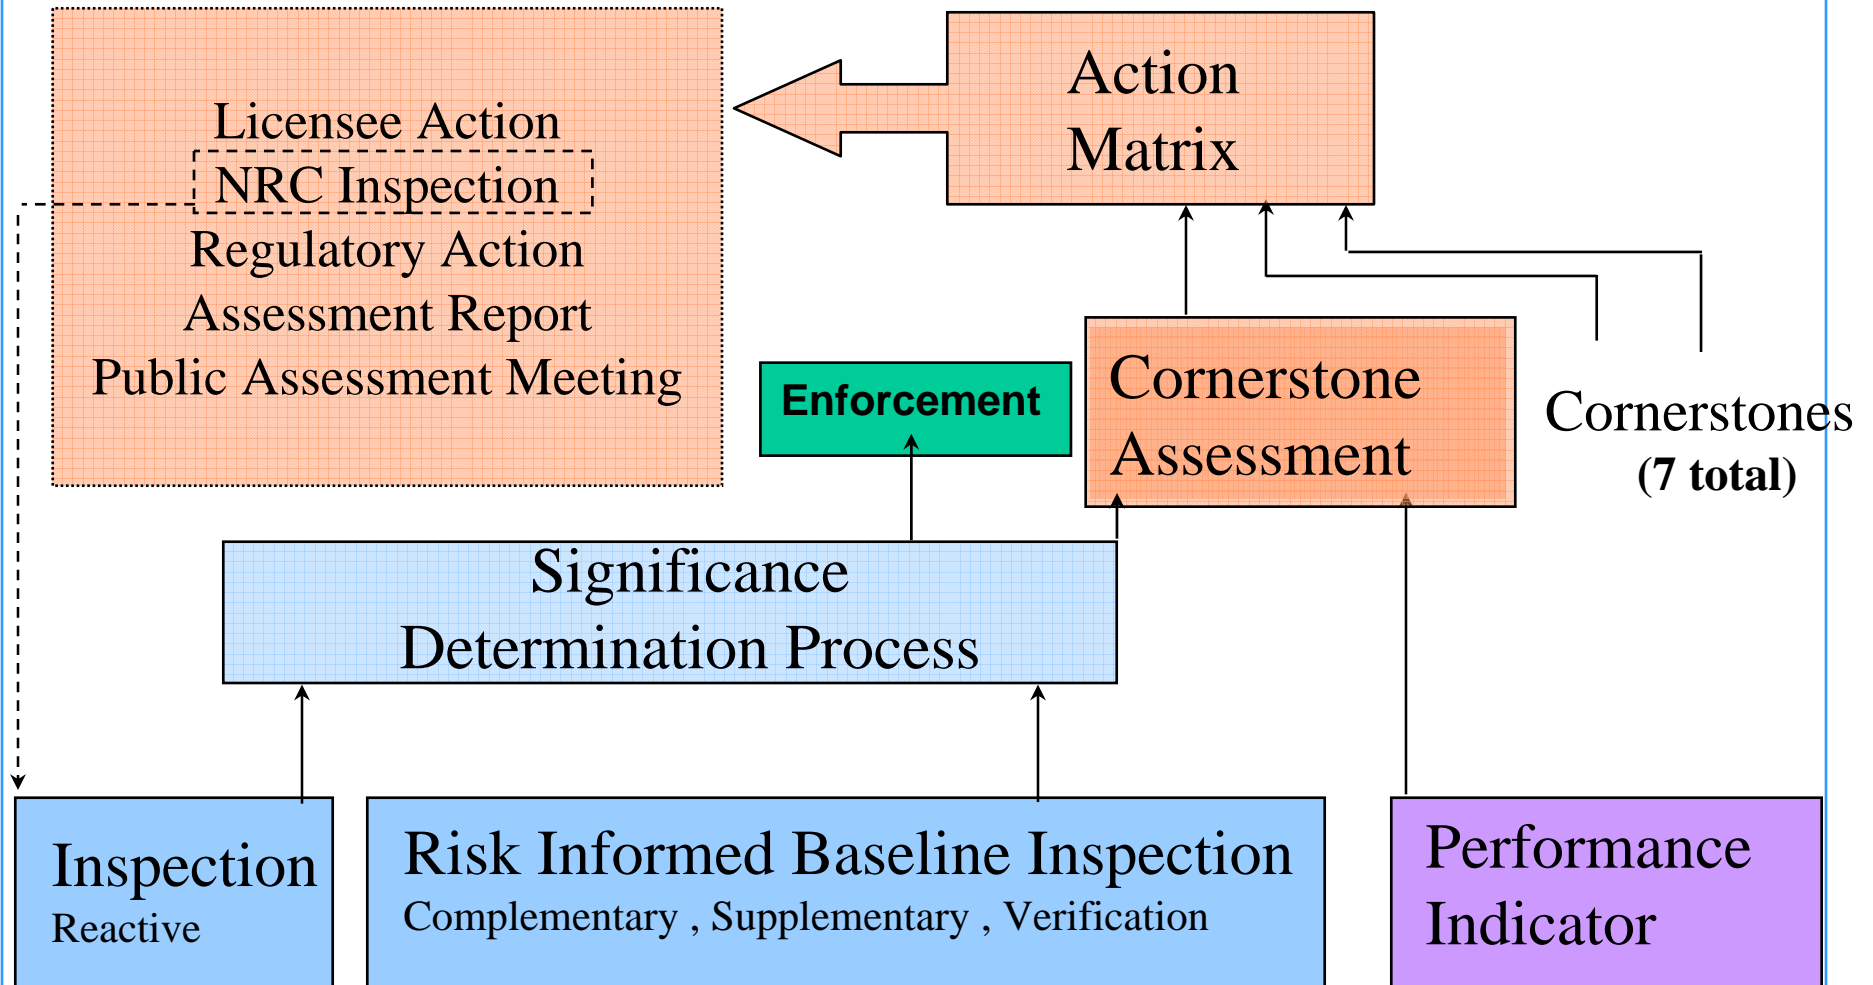 Licensee Action
NRC Inspection
Regulatory Action
Assessment Report
Public Assessment Meeting
Action
Matrix
Enforcement
Cornerstone
Assessment
Cornerstones
(7 total)
Significance
Determination Process
Inspection
Reactive
Risk Informed Baseline Inspection
Complementary , Supplementary , Verification
Performance
Indicator